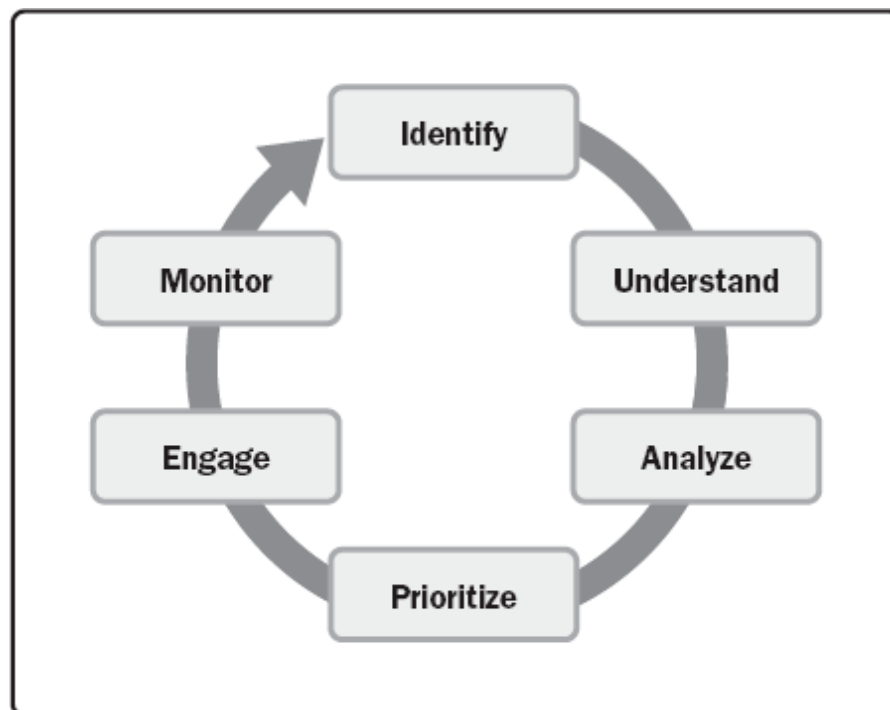 Identify
Understand
Analyze
Prioritize
Engage
Monitor